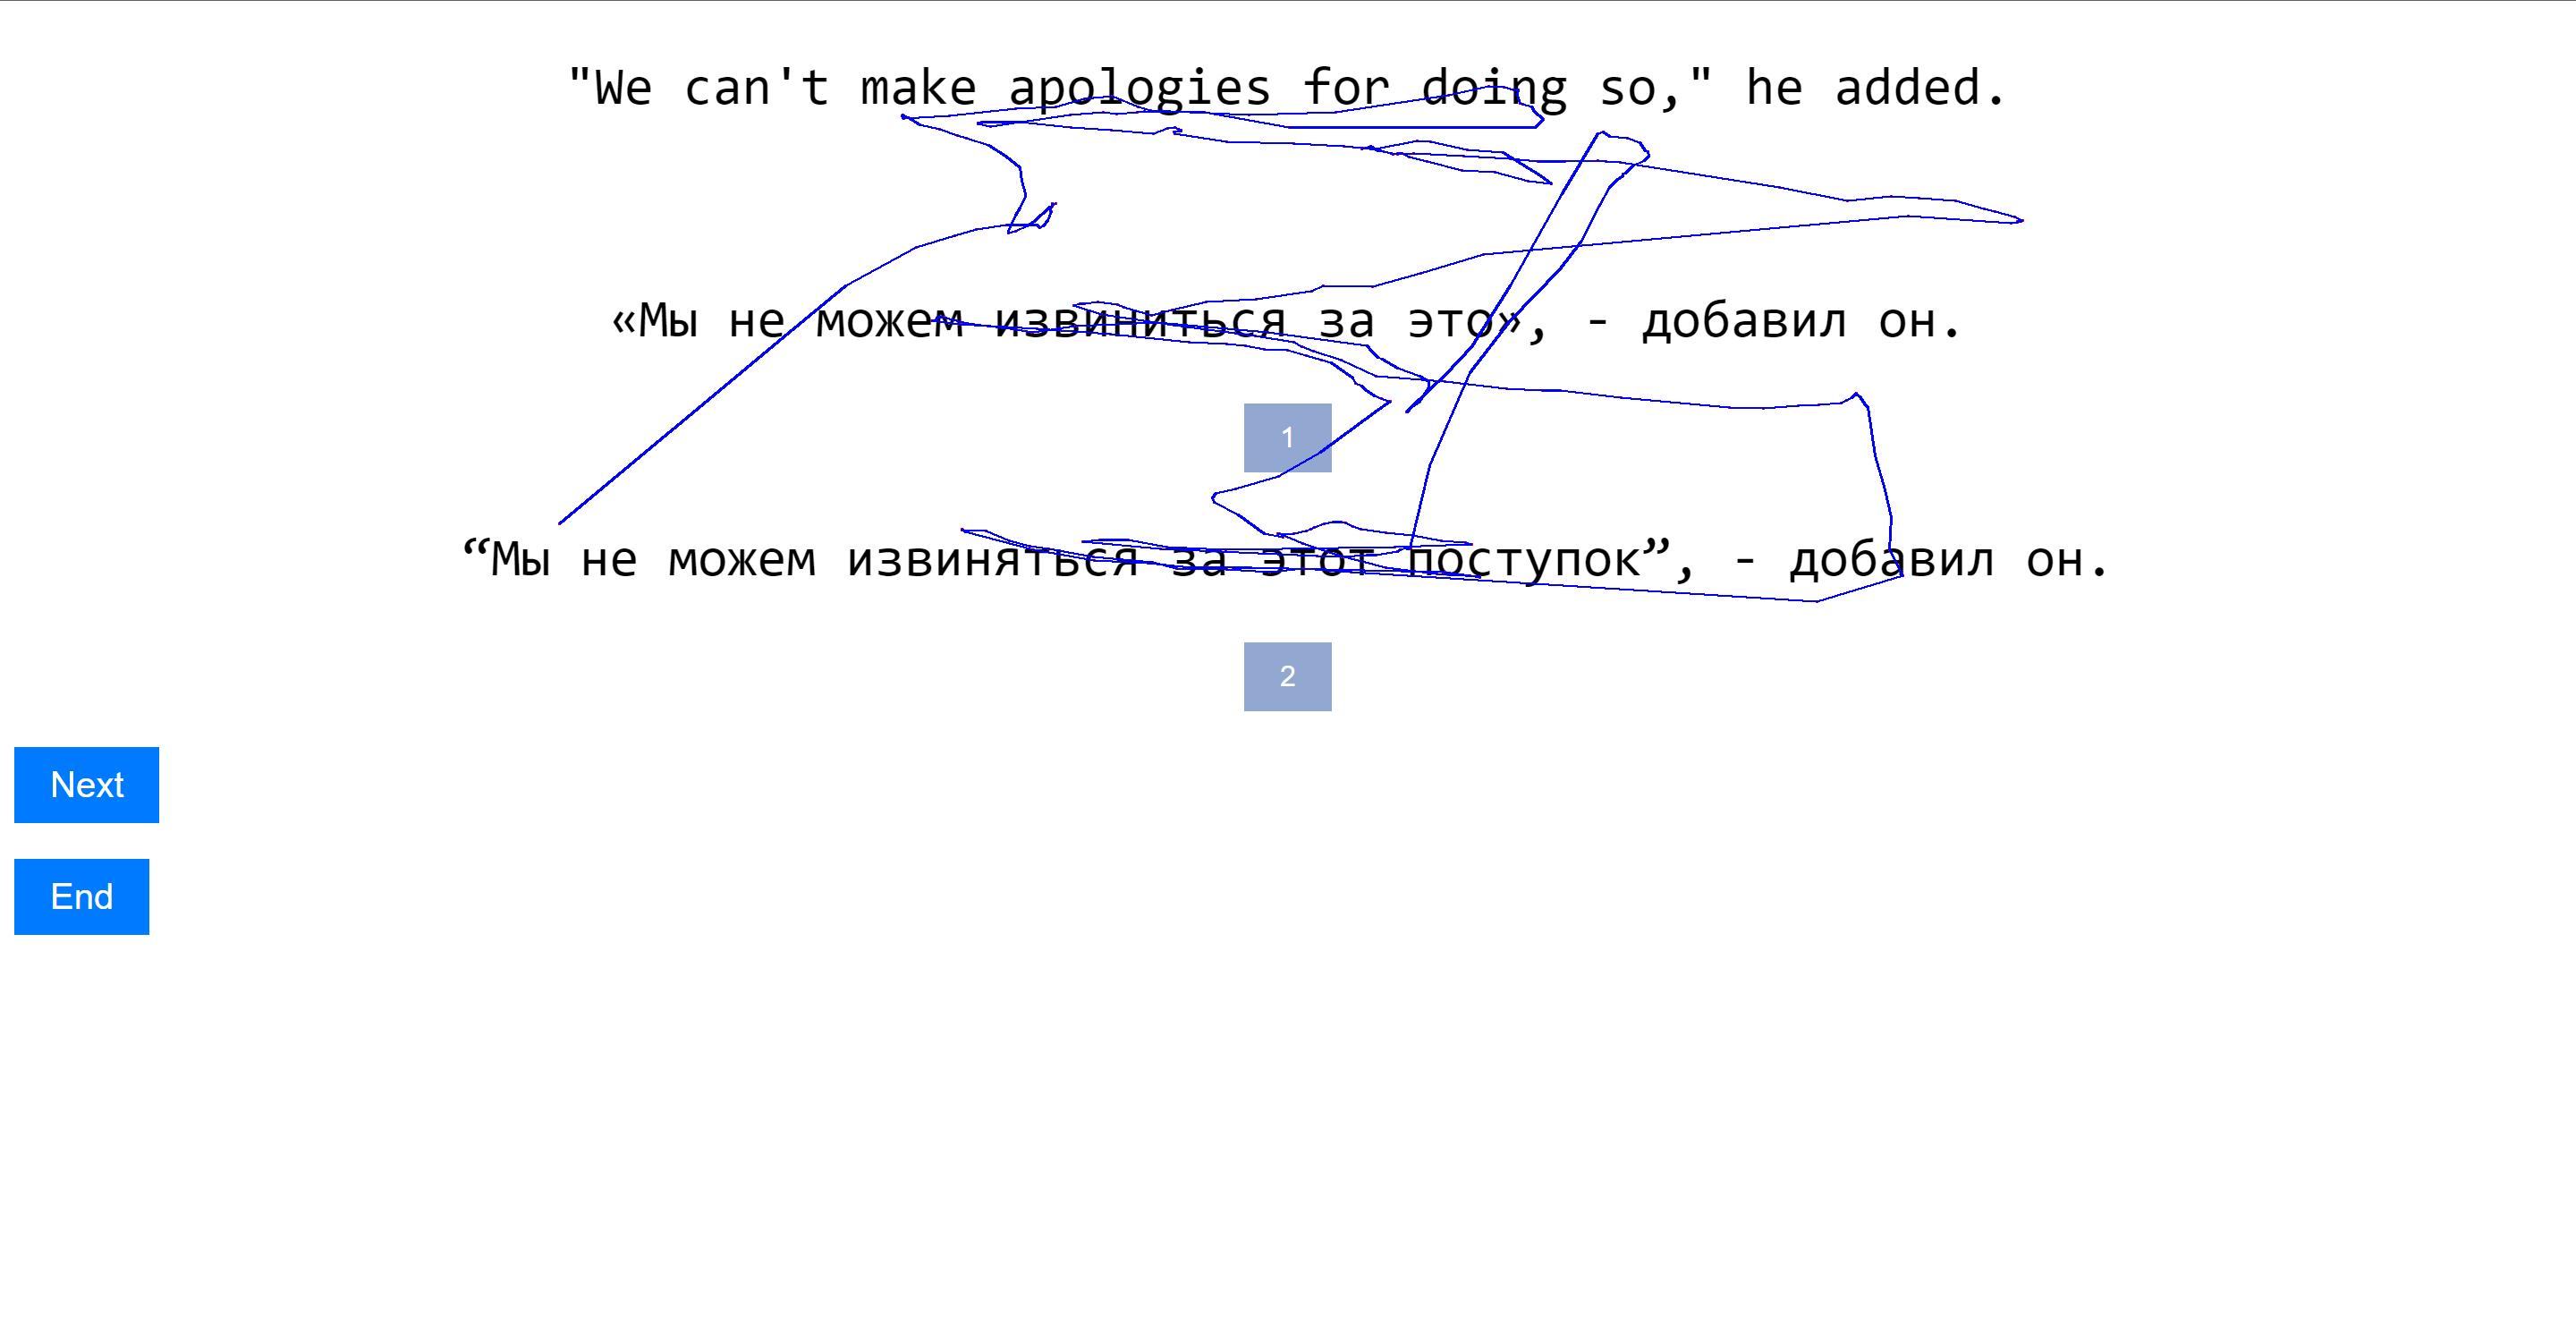 "We can't make apologies for doing so," he added.
«Мы не можем извиниться за это», - добавил он.
1
“Мы не можем извиняться за этот поступок”, - добавил он.
2
Next
End